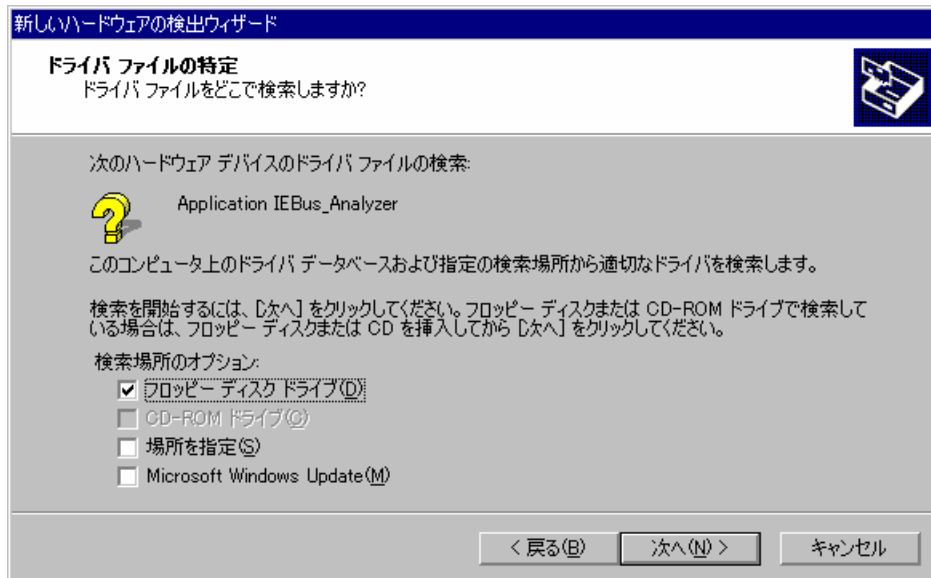 新しいハードウェアの検出ウィザード
ドライバ ファイルの特定
ドライバ ファイルをどこで検索しますか?
次のハードウェア デバイスのドライバ ファイルの検索:
Application IEBus_Analyzer
このコンピュータ上のドライバ データベースおよび指定の検索場所から適切なドライバを検索します。
検索を開始するには、[次へ] をクリックしてください。フロッピー ディスクまたは CD-ROM ドライブで検索して
いる場合は、フロッピー ディスクまたは CD を挿入してから [次へ] をクリックしてください。
検索場所のオプション:
フロッピー ディスク ドライブ(D)
CD-ROM ドライブ(C)
場所を指定(S)
Microsoft Windows Update(M)
< 戻る(B) 次へ(N) > キャンセル